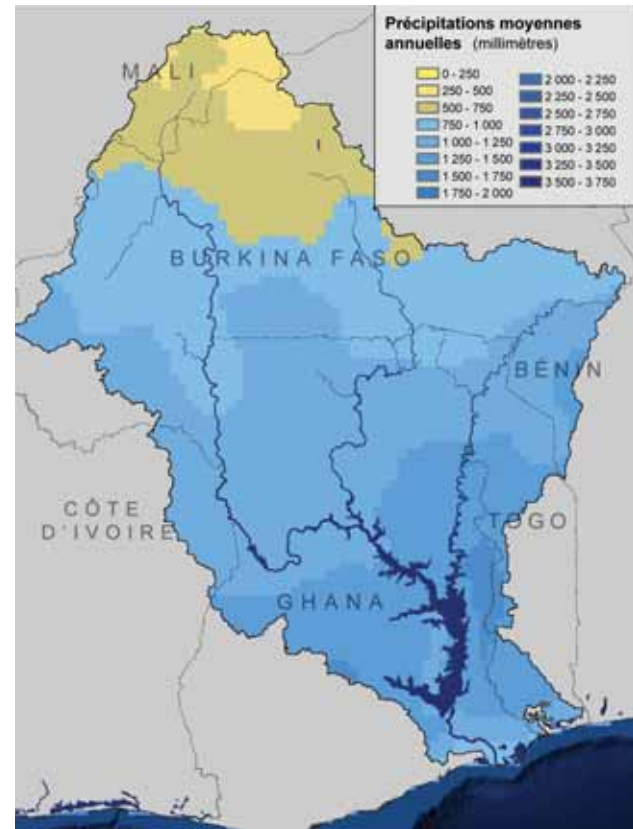 Précipitations moyennes
annuelles (millimètres)
0 - 250
250 - 500
500 - 750
750 - 1 000
1 000 - 1 250
1 250 - 1 500
1 500 - 1 750
1 750 - 2 000
2 000 - 2 250
2 250 - 2 500
2 500 - 2 750
2 750 - 3 000
3 000 - 3 250
3 250 - 3 500
3 500 - 3 750
MALI
BURKINA FASO
BÉNIN
CÔTE
D'IVOIRE
TOGO
GHANA